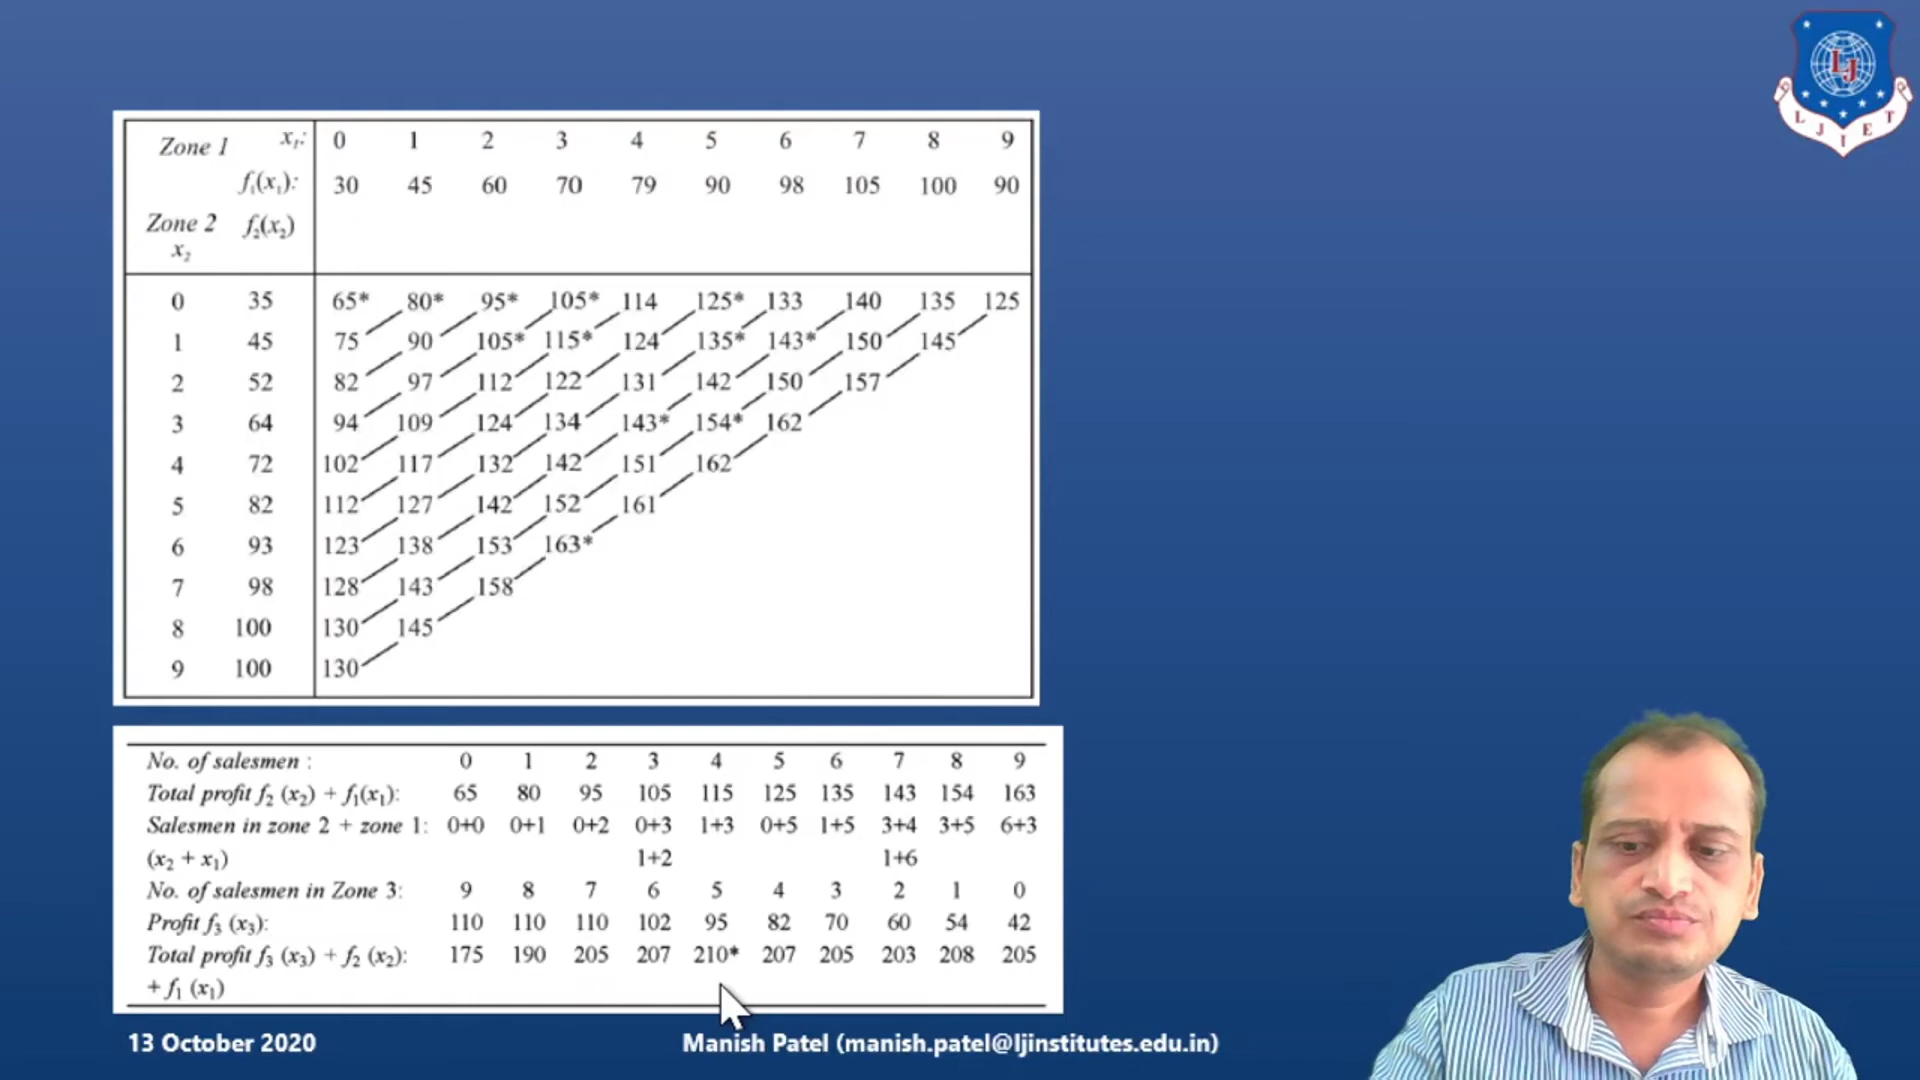 Zone 1 x₁: 0 1 2 3 4 5 6 7 8 9
f₁(x₁): 30 45 60 70 79 90 98 105 100 90
Zone 2 f₂(x₂)
x₂
0 35 65* 80* 95* 105* 114 125* 133 140 135 125
1 45 75 90 105* 115* 124 135* 143* 150 145
2 52 82 97 112 122 131 142 150 157
3 64 94 109 124 134 143* 154* 162
4 72 102 117 132 142 151 162
5 82 112 127 142 152 161
6 93 123 138 153 163*
7 98 128 143 158
8 100 130 145
9 100 130
No. of salesmen : 0 1 2 3 4 5 6 7 8 9
Total profit f₂ (x₂) + f₁(x₁): 65 80 95 105 115 125 135 143 154 163
Salesmen in zone 2 + zone 1: 0+0 0+1 0+2 0+3 1+3 0+5 1+5 3+4 3+5 6+3
(x₂ + x₁) 1+2 1+6
No. of salesmen in Zone 3: 9 8 7 6 5 4 3 2 1 0
Profit f₃ (x₃): 110 110 110 102 95 82 70 60 54 42
Total profit f₃ (x₃) + f₂ (x₂): 175 190 205 207 210* 207 205 203 208 205
+ f₁ (x₁)
13 October 2020
Manish Patel (manish.patel@ljinstitutes.edu.in)
LJ
L J I E T